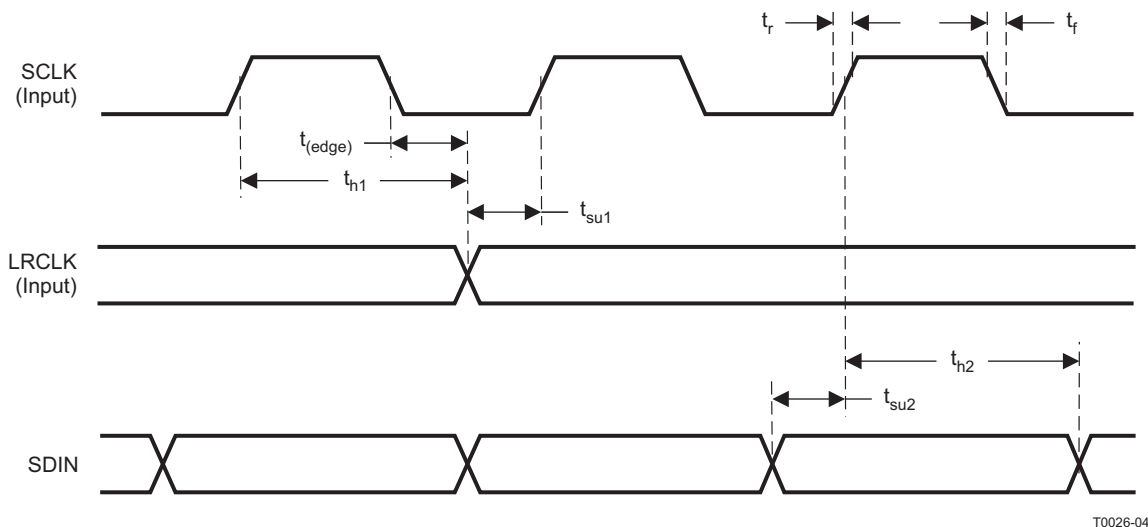 t_r
t_f
SCLK
(Input)
t_(edge)
t_h1
t_su1
LRCLK
(Input)
t_h2
t_su2
SDIN
T0026-04